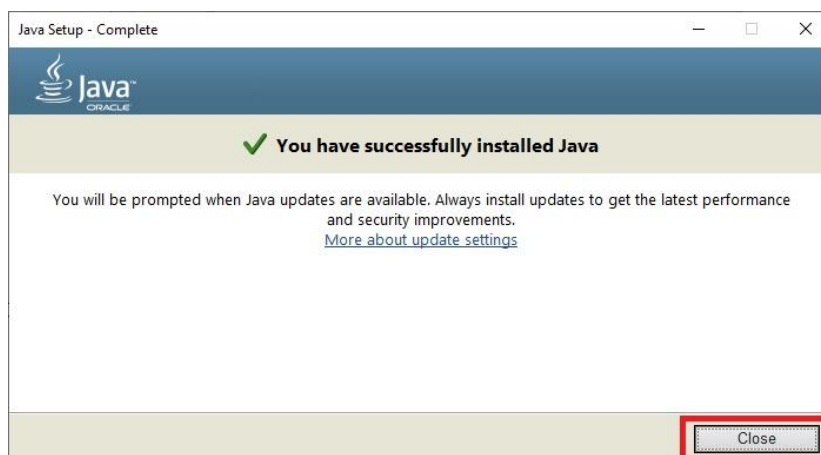 Java Setup - Complete
Java™
ORACLE
You have successfully installed Java
You will be prompted when Java updates are available. Always install updates to get the latest performance
and security improvements.
More about update settings
Close